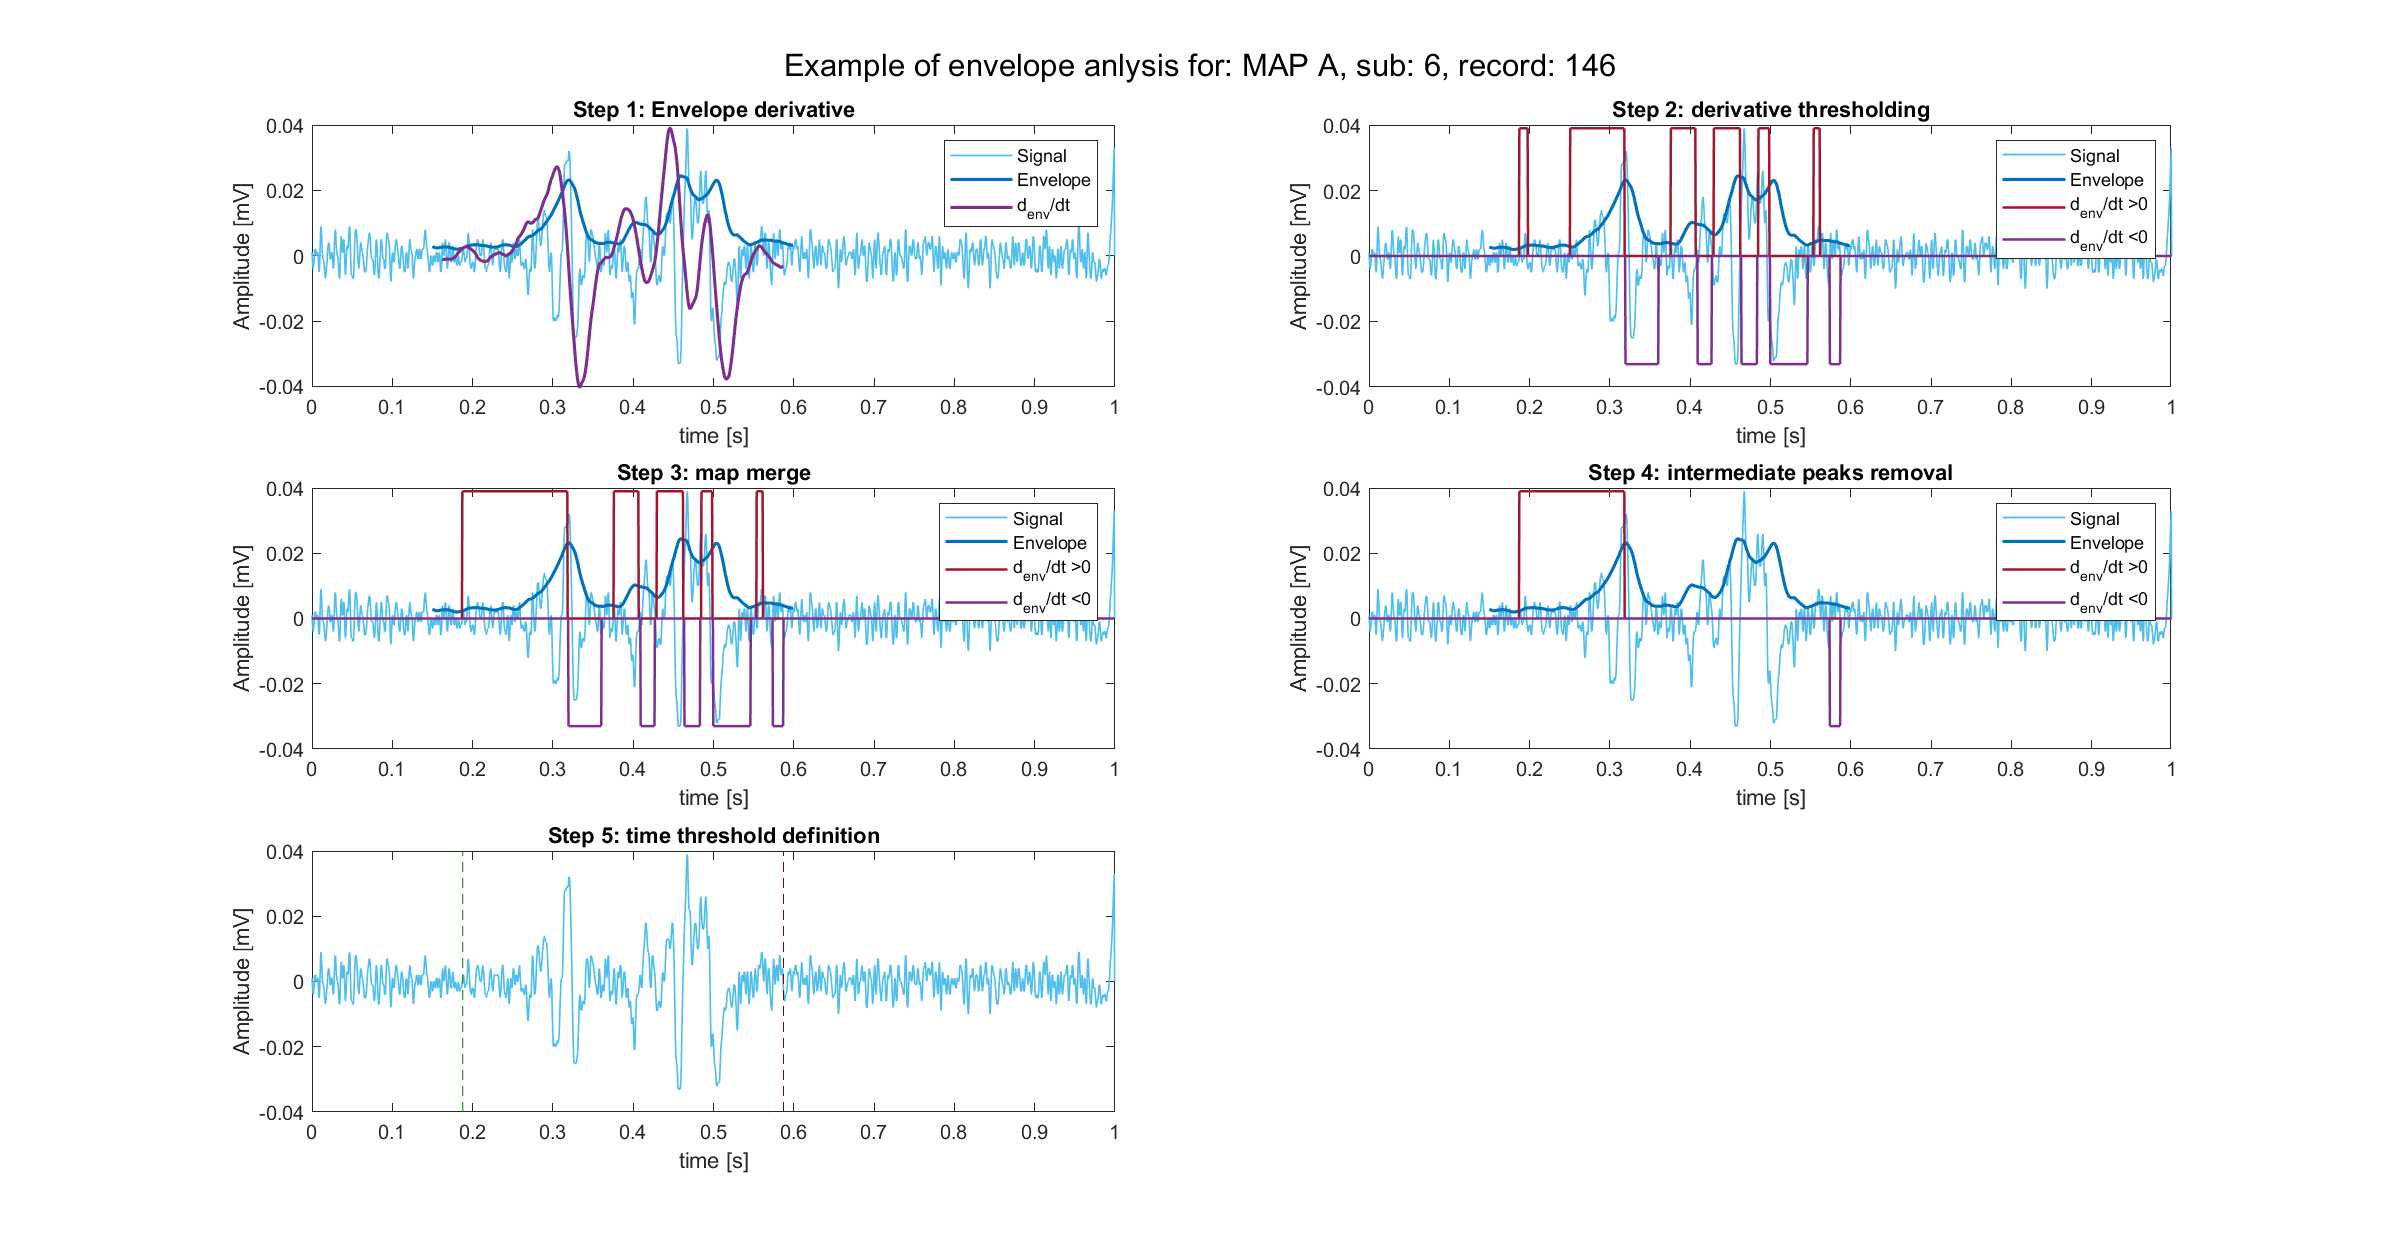 Example of envelope anlysis for: MAP A, sub: 6, record: 146
Step 1: Envelope derivative
0.04
0.02
0
-0.02
-0.04
Amplitude [mV]
0 0.1 0.2 0.3 0.4 0.5 0.6 0.7 0.8 0.9 1
time [s]
Signal
Envelope
d_env/dt
Step 2: derivative thresholding
0.04
0.02
0
-0.02
-0.04
Amplitude [mV]
0 0.1 0.2 0.3 0.4 0.5 0.6 0.7 0.8 0.9 1
time [s]
Signal
Envelope
d_env/dt >0
d_env/dt <0
Step 3: map merge
0.04
0.02
0
-0.02
-0.04
Amplitude [mV]
0 0.1 0.2 0.3 0.4 0.5 0.6 0.7 0.8 0.9 1
time [s]
Signal
Envelope
d_env/dt >0
d_env/dt <0
Step 4: intermediate peaks removal
0.04
0.02
0
-0.02
-0.04
Amplitude [mV]
0 0.1 0.2 0.3 0.4 0.5 0.6 0.7 0.8 0.9 1
time [s]
Signal
Envelope
d_env/dt >0
d_env/dt <0
Step 5: time threshold definition
0.04
0.02
0
-0.02
-0.04
Amplitude [mV]
0 0.1 0.2 0.3 0.4 0.5 0.6 0.7 0.8 0.9 1
time [s]